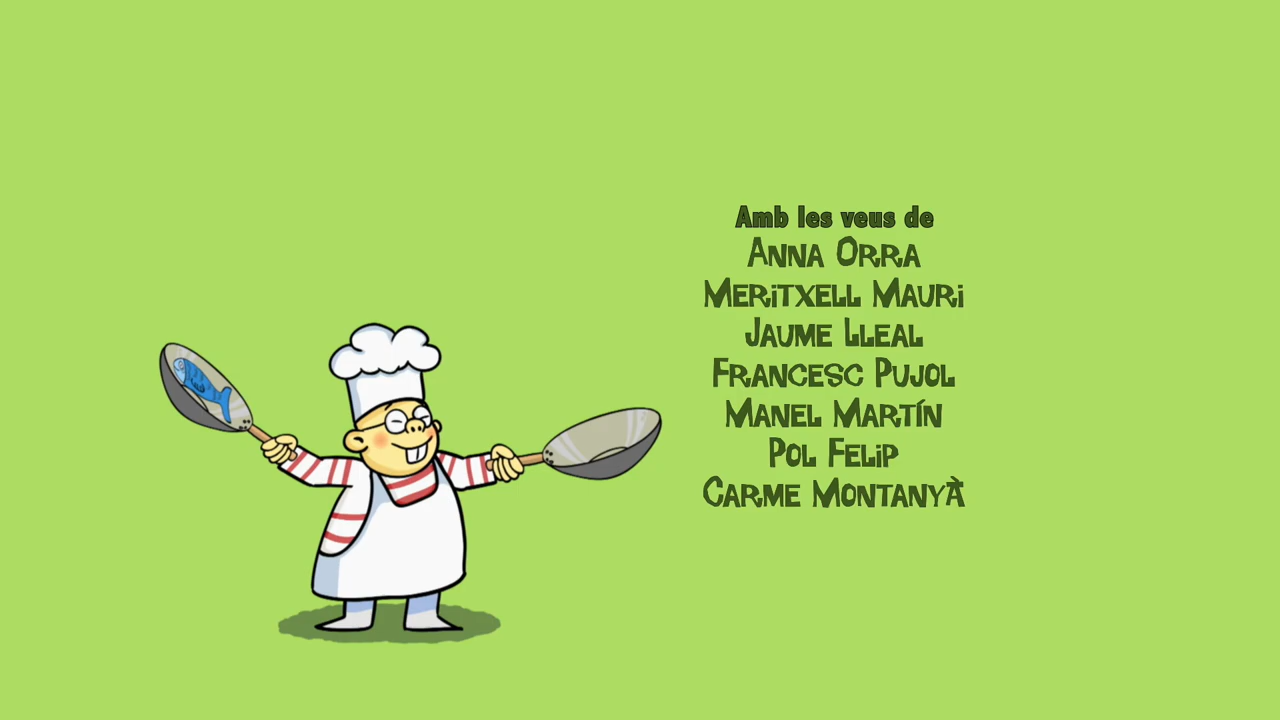 Amb les veus de
Anna Orra
Meritxell Mauri
Jaume Lleal
Francesc Pujol
Manel Martín
Pol Felip
Carme Montanyà